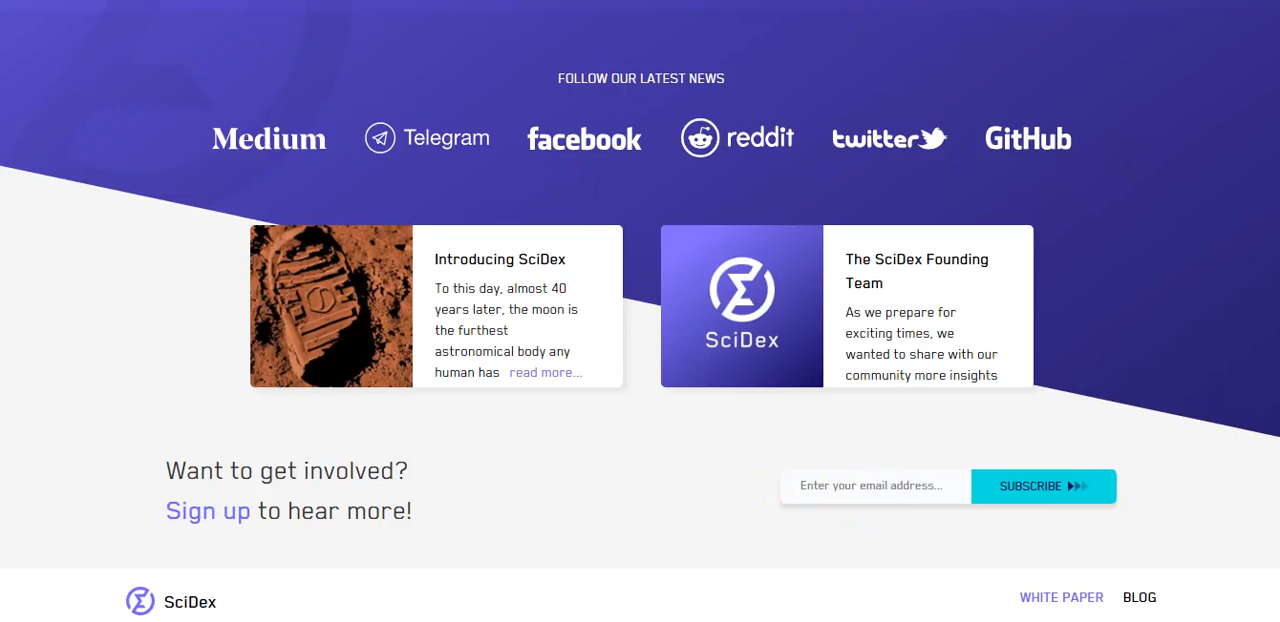 FOLLOW OUR LATEST NEWS
Medium
Telegram
facebook
reddit
twitter
GitHub
Introducing SciDex
To this day, almost 40
years later, the moon is
the furthest
astronomical body any
human has read more...
SciDex
The SciDex Founding
Team
As we prepare for
exciting times, we
wanted to share with our
community more insights
Want to get involved?
Sign up to hear more!
Enter your email address...
SUBSCRIBE
SciDex
WHITE PAPER
BLOG